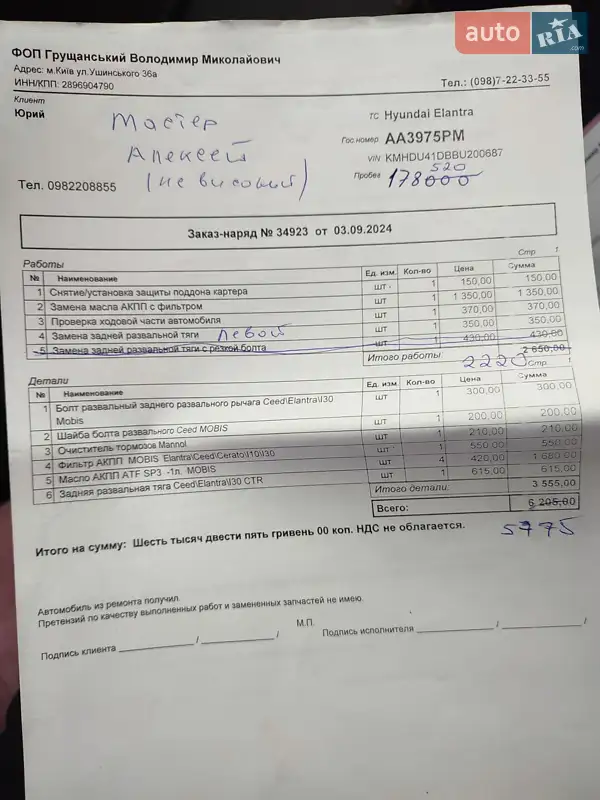 auto RIA .com
ФОП Грущанський Володимир Миколайович
Адрес: м.Київ ул.Ушинського 36а
ИНН/КПП: 2896904790
Тел.: (098)7-22-33-55
Клиент
Юрий
Мастер
Алексей
(не высокий)
Тел. 0982208855
ТС Hyundai Elantra
Гос номер AA3975PM
VIN KMHDU41DBBU200687
Пробег 178000 520
Заказ-наряд № 34923 от 03.09.2024
Стр. 1
Работы
№ Наименование Ед. изм. Кол-во Цена Сумма
1 Снятие/установка защиты поддона картера шт 1 150,00 150,00
2 Замена масла АКПП с фильтром шт 1 1 350,00 1 350,00
3 Проверка ходовой части автомобиля шт 1 370,00 370,00
4 Замена задней развальной тяги левой шт 1 350,00 350,00
5 Замена задней развальной тяги с резкой болта шт 1 430,00 430,00
Итого работы: 2 650,00
2220
Стр. 1
Детали
№ Наименование Ед. изм. Кол-во Цена Сумма
1 Болт развальный заднего развального рычага Ceed\Elantra\I30 Mobis шт 1 300,00 300,00
2 Шайба болта развального Ceed MOBIS шт 1 200,00 200,00
3 Очиститель тормозов Mannol шт 1 210,00 210,00
4 Фильтр АКПП MOBIS Elantra\Ceed\Cerato\I10\I30 шт 1 550,00 550,00
5 Масло АКПП ATF SP3 -1л. MOBIS шт 4 420,00 1 680,00
6 Задняя развальная тяга Ceed\Elantra\I30 CTR шт 1 615,00 615,00
Итого детали: 3 555,00
Всего: 6 205,00
5775
Итого на сумму: Шесть тысяч двести пять гривень 00 коп. НДС не облагается.
Автомобиль из ремонта получил.
Претензий по качеству выполненных работ и замененных запчастей не имею.
М.П.
Подпись клиента / /
Подпись исполнителя / /